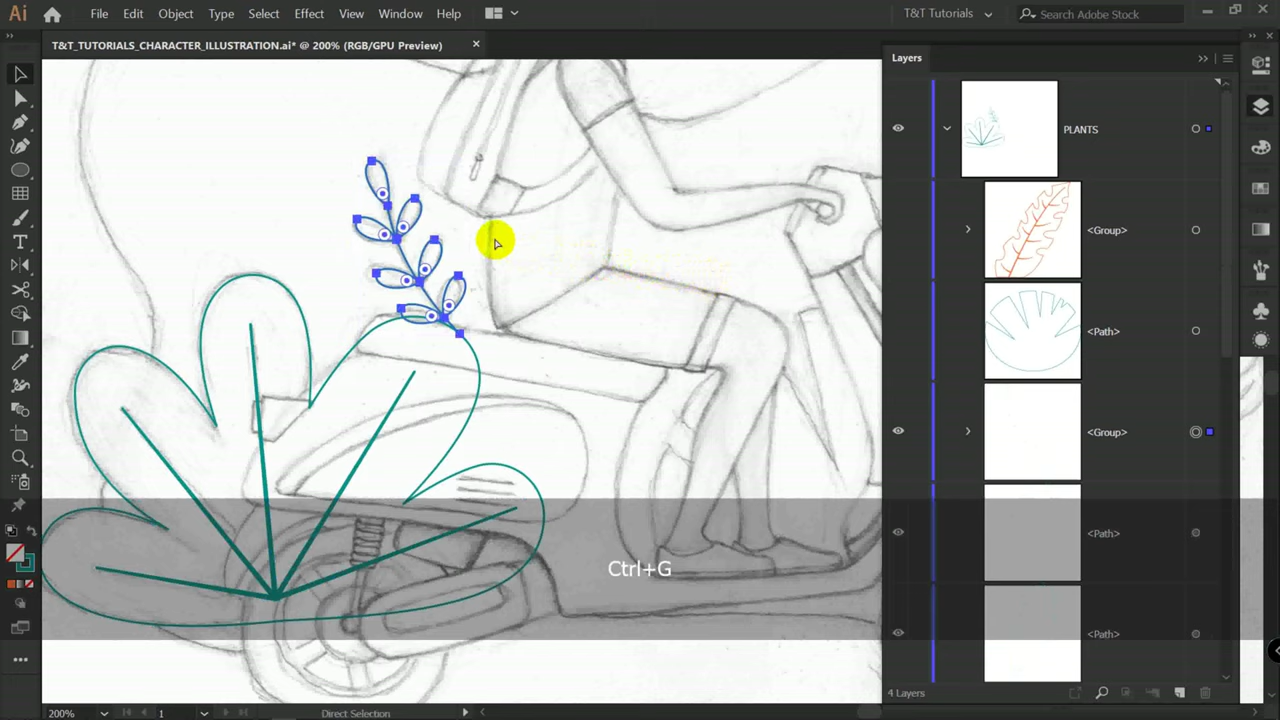 Ai File Edit Object Type Select Effect View Window Help T&T Tutorials Search Adobe Stock
T&T_TUTORIALS_CHARACTER_ILLUSTRATION.ai* @ 200% (RGB/GPU Preview)
Layers
PLANTS
<Group>
<Path>
<Group>
<Path>
Ctrl+G
<Path>
4 Layers
200% 1 Direct Selection